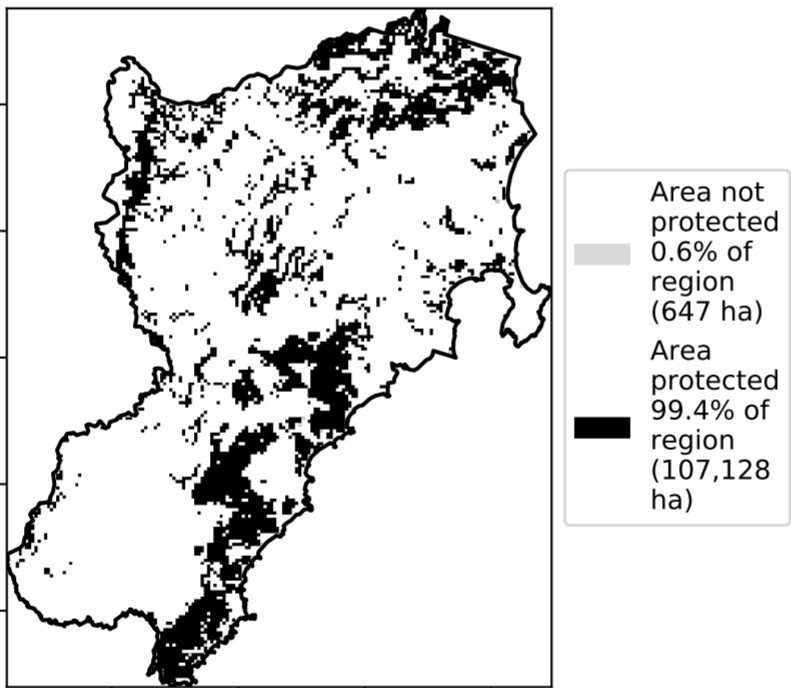 Area not
protected
0.6% of
region
(647 ha)
Area
protected
99.4% of
region
(107,128
ha)